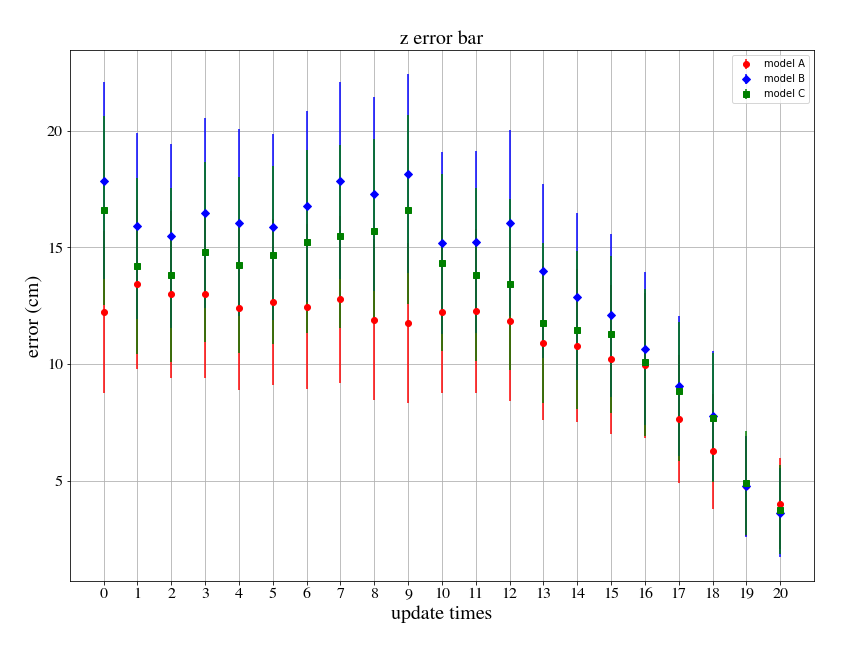 z error bar
model A
model B
model C
error (cm)
20
15
10
5
0 1 2 3 4 5 6 7 8 9 10 11 12 13 14 15 16 17 18 19 20
update times